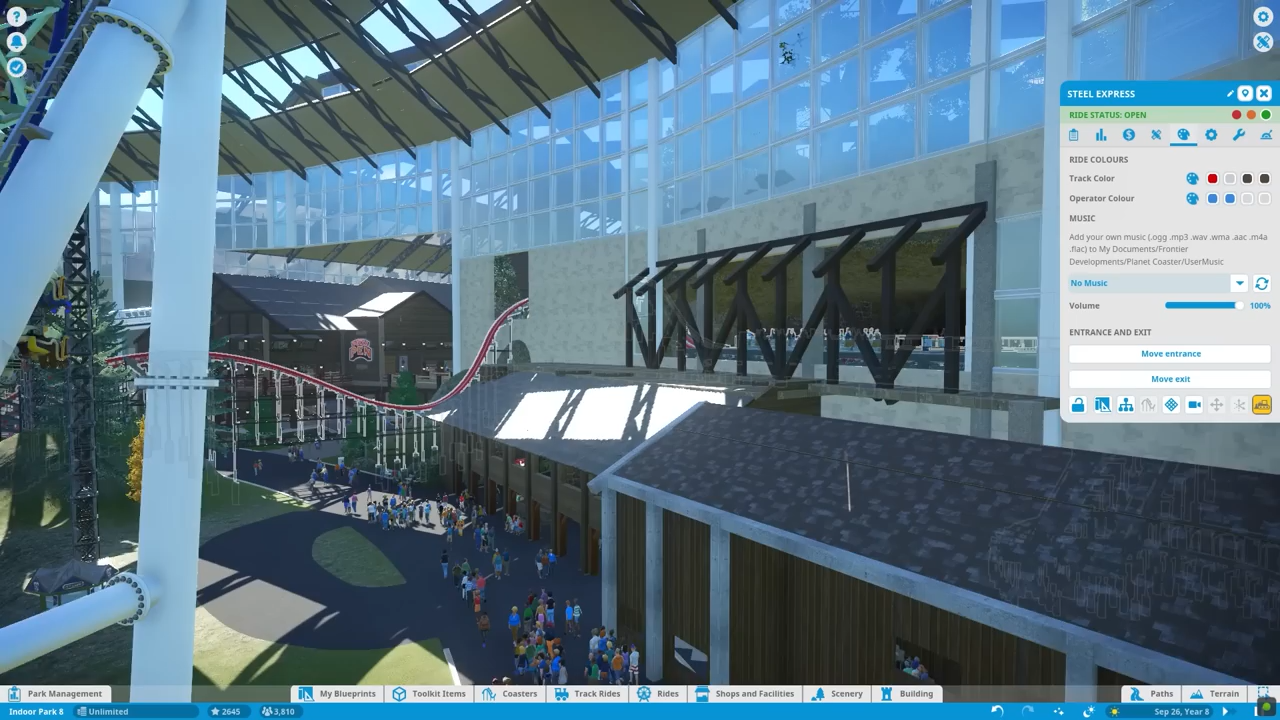 STEEL EXPRESS
RIDE STATUS: OPEN
RIDE COLOURS
Track Color
Operator Colour
MUSIC
Add your own music (.ogg .mp3 .wav .wma .aac .m4a
.flac) to My Documents/Frontier
Developments/Planet Coaster/UserMusic
No Music
Volume 100%
ENTRANCE AND EXIT
Move entrance
Move exit
Park Management My Blueprints Toolkit Items Coasters Track Rides Rides Shops and Facilities Scenery Building Paths Terrain
Indoor Park 8 Unlimited 2645 3,810 Sep 26, Year 8